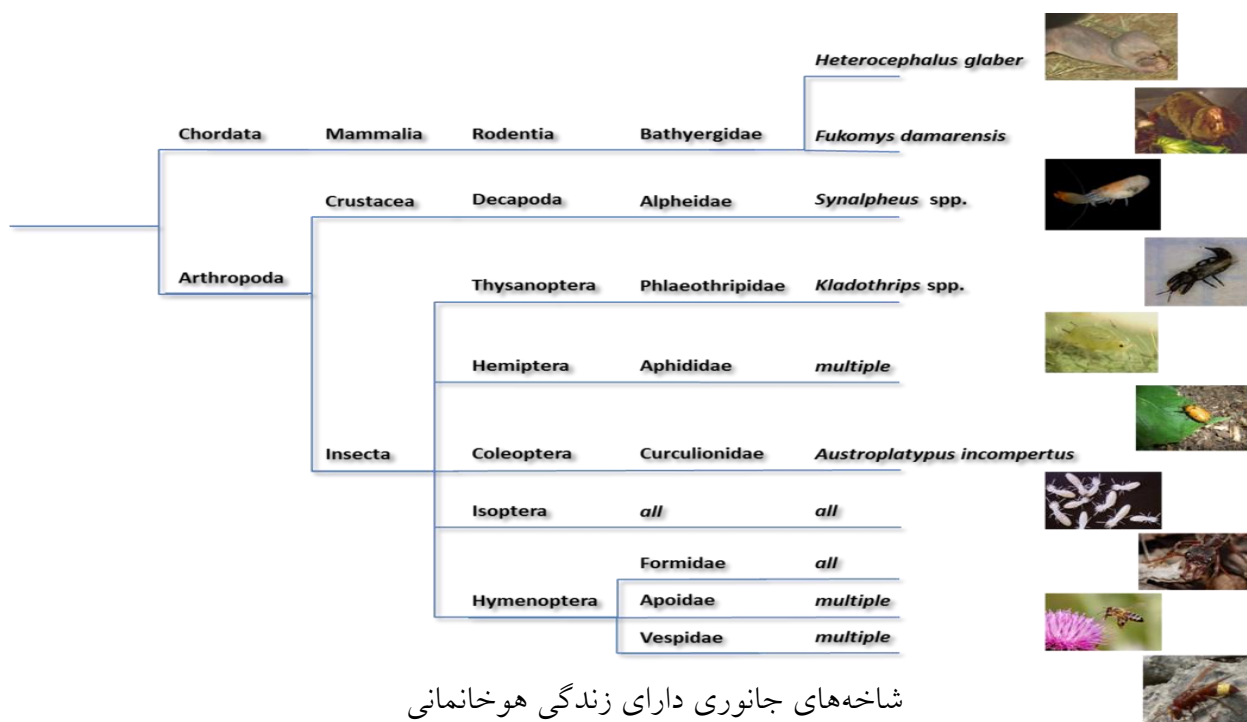 Heterocephalus glaber
Chordata Mammalia Rodentia Bathyergidae Fukomys damarensis
Crustacea Decapoda Alpheidae Synalpheus spp.
Arthropoda Thysanoptera Phlaeothripidae Kladothrips spp.
Hemiptera Aphididae multiple
Insecta Coleoptera Curculionidae Austroplatypus incompertus
Isoptera all all
Formidae all
Hymenoptera Apoidae multiple
Vespidae multiple
شاخه‌های جانوری دارای زندگی هوخانمانی